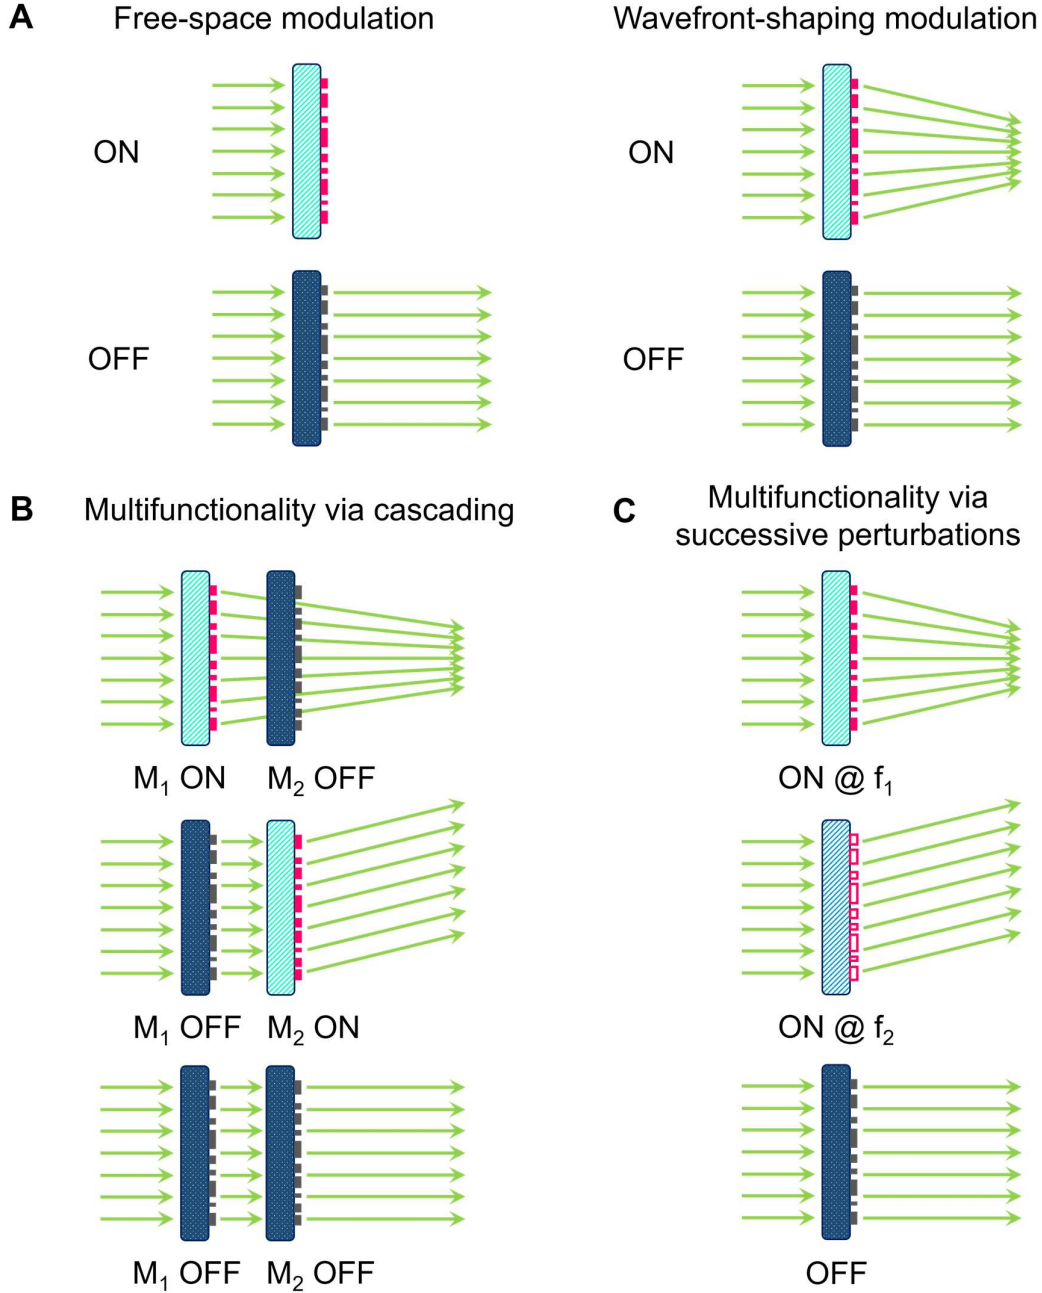 A Free-space modulation Wavefront-shaping modulation
ON ON
OFF OFF
B Multifunctionality via cascading
C Multifunctionality via
successive perturbations
M₁ ON M₂ OFF
ON @ f₁
M₁ OFF M₂ ON
ON @ f₂
M₁ OFF M₂ OFF
OFF